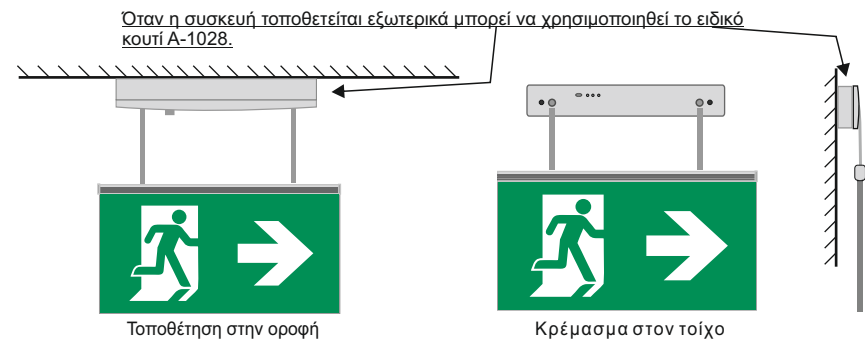 Όταν η συσκευή τοποθετείται εξωτερικά μπορεί να χρησιμοποιηθεί το ειδικό
κουτί Α-1028.
Τοποθέτηση στην οροφή
Κρέμασμα στον τοίχο